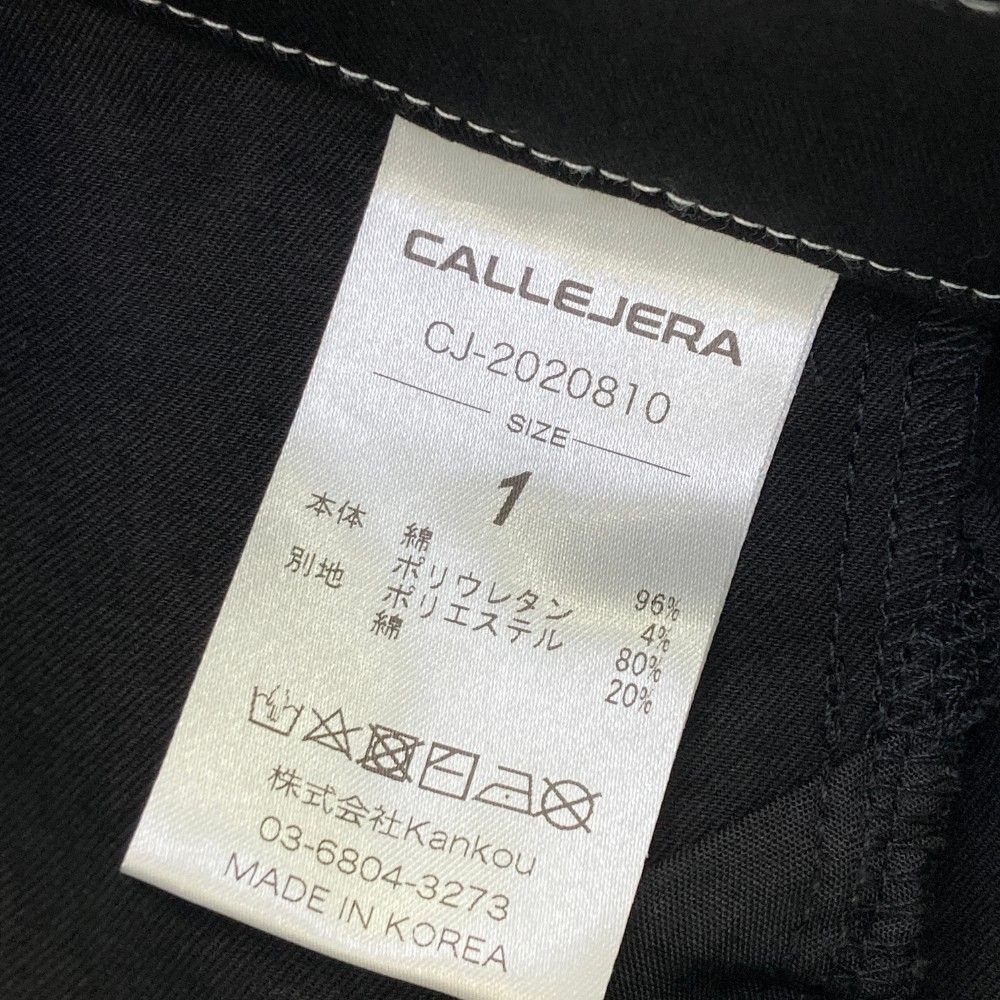 CALLEJERA
CJ-2020810
SIZE
1
本体 綿 96%
ポリウレタン 4%
別地 ポリエステル 80%
綿 20%
株式会社Kankou
03-6804-3273
MADE IN KOREA